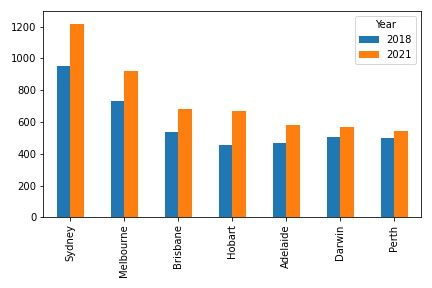 Year
2018
2021
1200
1000
800
600
400
200
0
Sydney
Melbourne
Brisbane
Hobart
Adelaide
Darwin
Perth